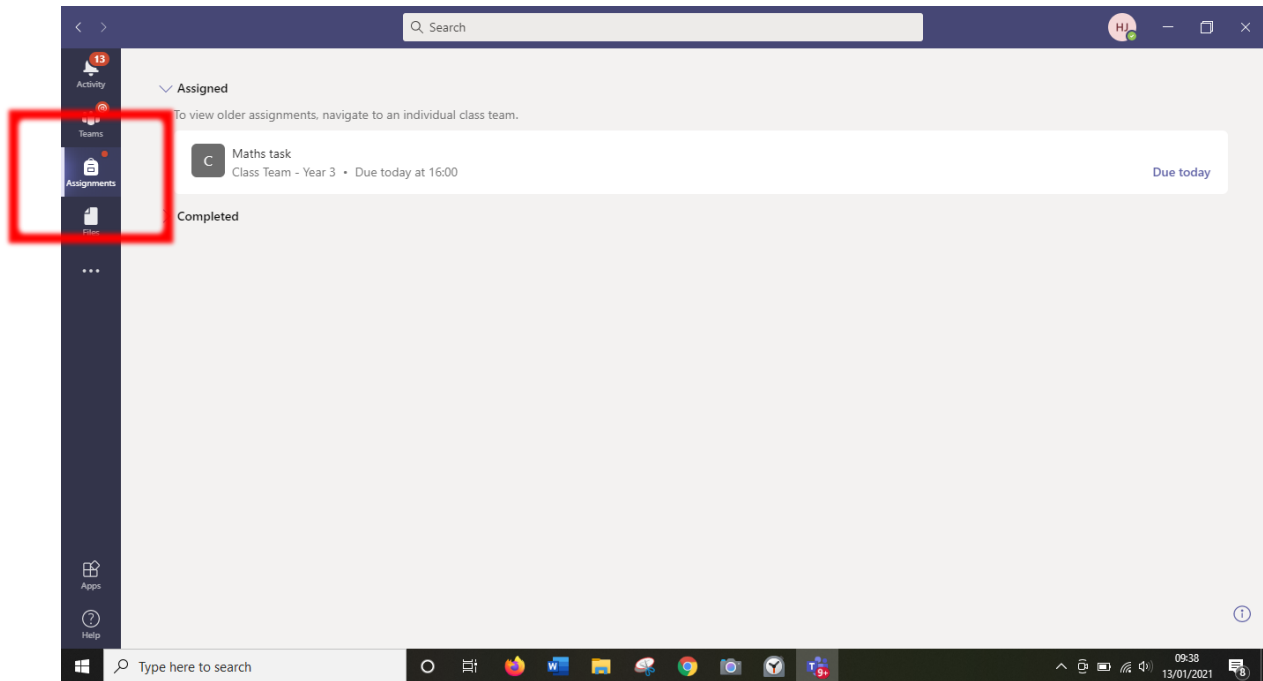 Search
HJ
13
Activity
Assigned
To view older assignments, navigate to an individual class team.
Teams
C
Maths task
Class Team - Year 3 • Due today at 16:00
Due today
Assignments
Completed
Files
Apps
Help
Type here to search
9+
09:38
13/01/2021
8